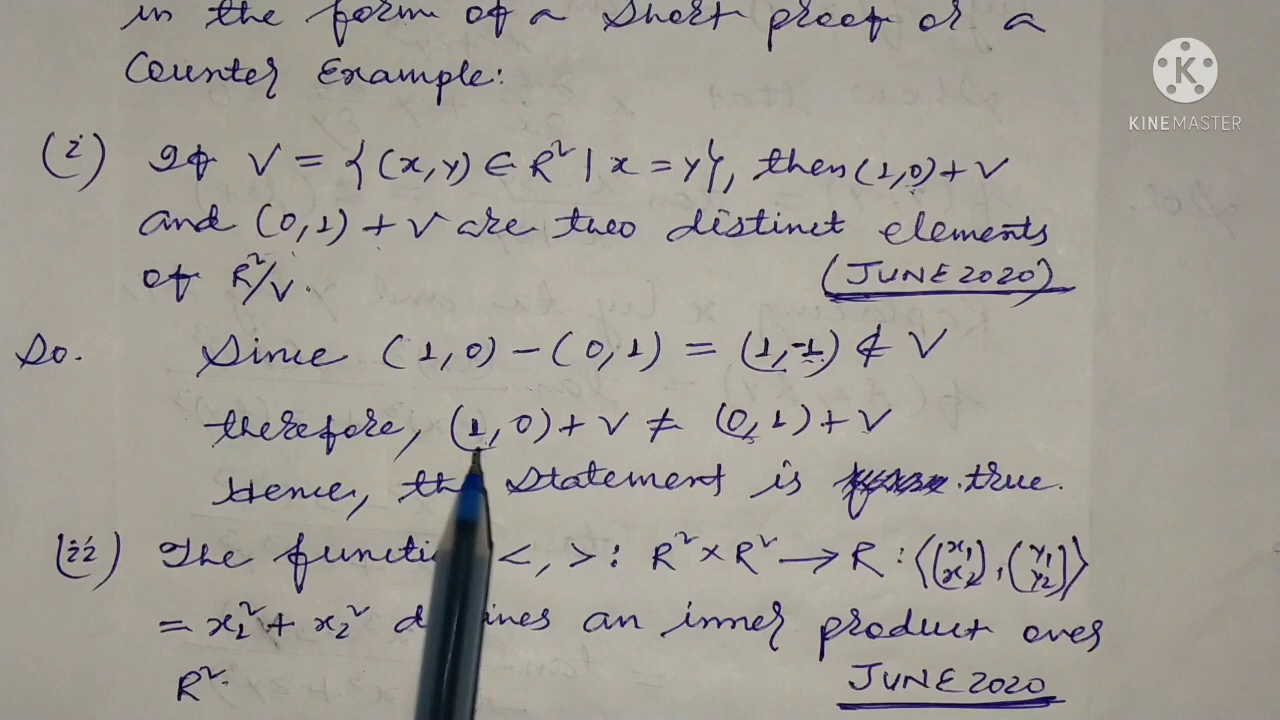 in the form of a short proof or a
Counter Example:
KINEMASTER
(i) If V = {(x,y) ∈ R² | x = y}, then (1,0) + V
and (0,1) + V are two distinct elements
of R²/V.
(JUNE 2020)
So. Since (1,0) - (0,1) = (1,-1) ∉ V
therefore, (1,0) + V ≠ (0,1) + V
Hence, the statement is true.
(ii) The <, >: R² × R² → R : ⟨(x₁ x₂), (y₁ y₂)⟩
= x₁² + x₂² an inner product over
R².
JUNE 2020